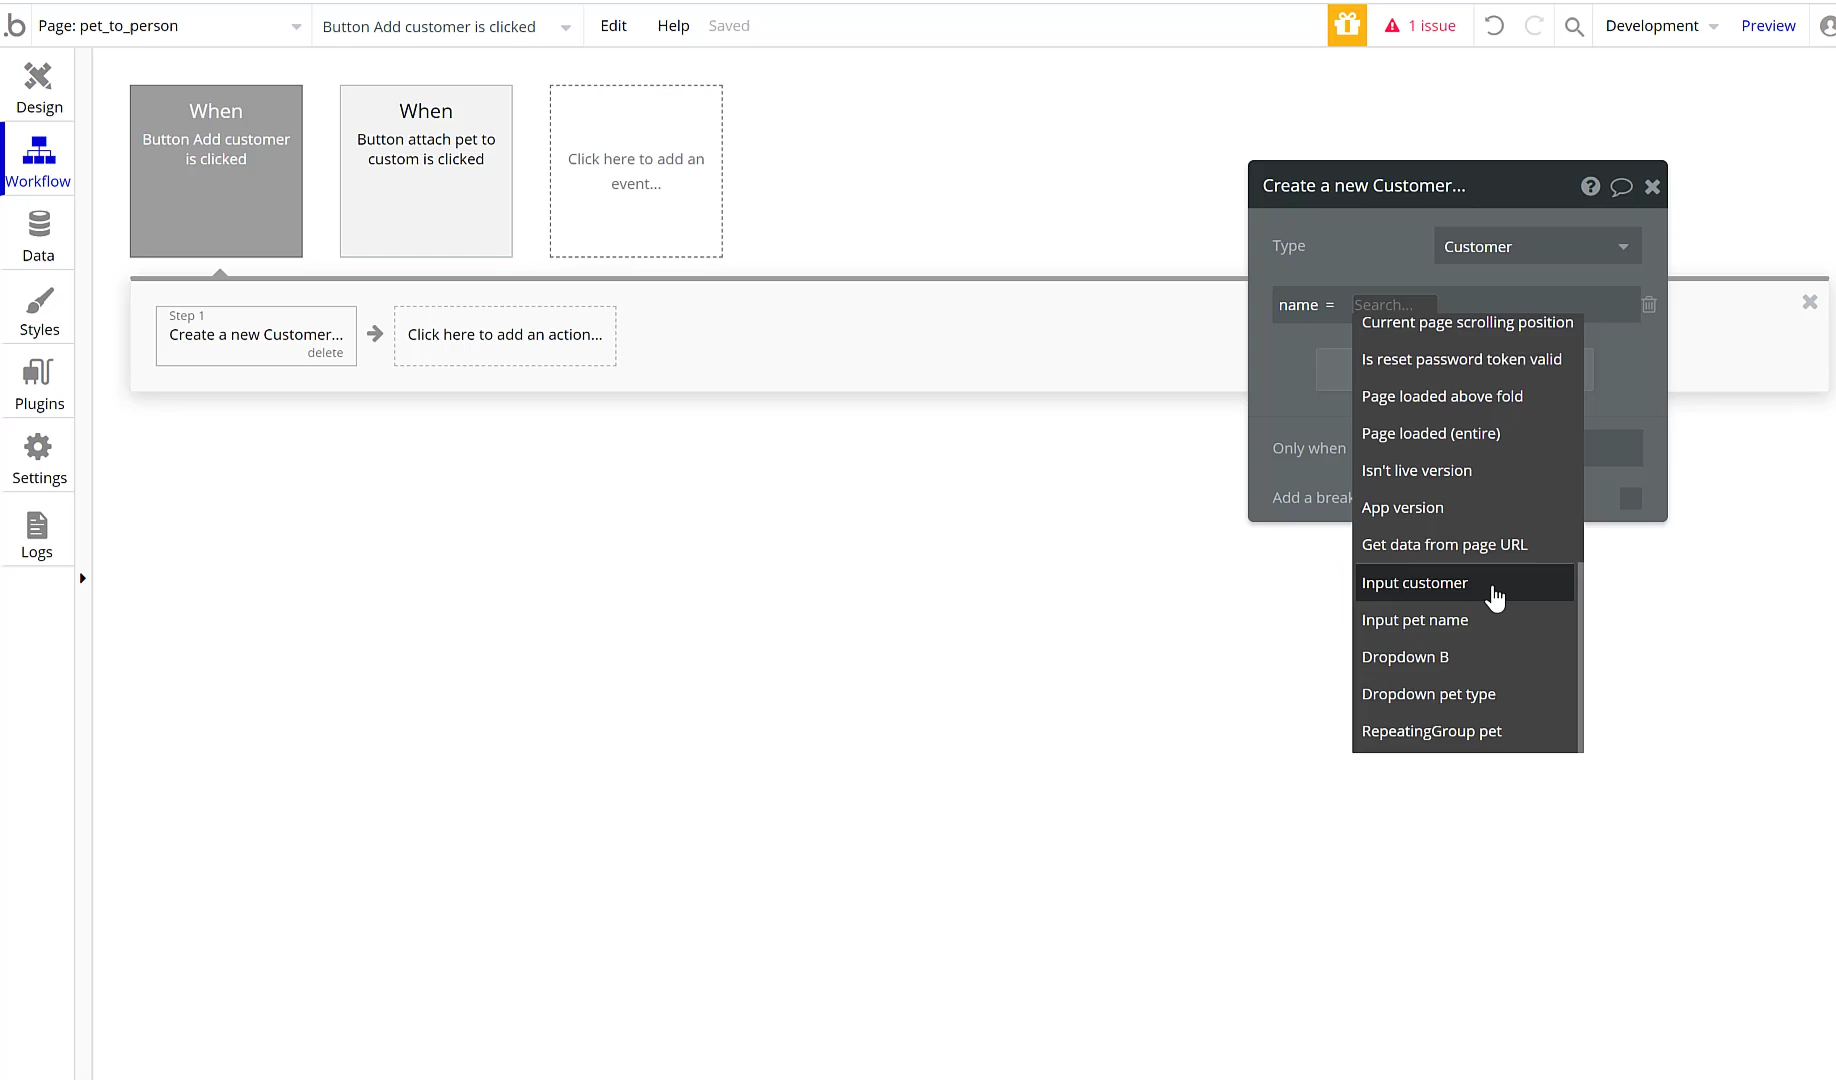 .b Page: pet_to_person Button Add customer is clicked Edit Help Saved 1 issue Development Preview
Design
Workflow
Data
Styles
Plugins
Settings
Logs
When
Button Add customer
is clicked
When
Button attach pet to
custom is clicked
Click here to add an
event...
Step 1
Create a new Customer...
delete
Click here to add an action...
Create a new Customer...
Type Customer
name = Search...
Current page scrolling position
Is reset password token valid
Page loaded above fold
Page loaded (entire)
Isn't live version
App version
Get data from page URL
Input customer
Input pet name
Dropdown B
Dropdown pet type
RepeatingGroup pet
Only when
Add a break